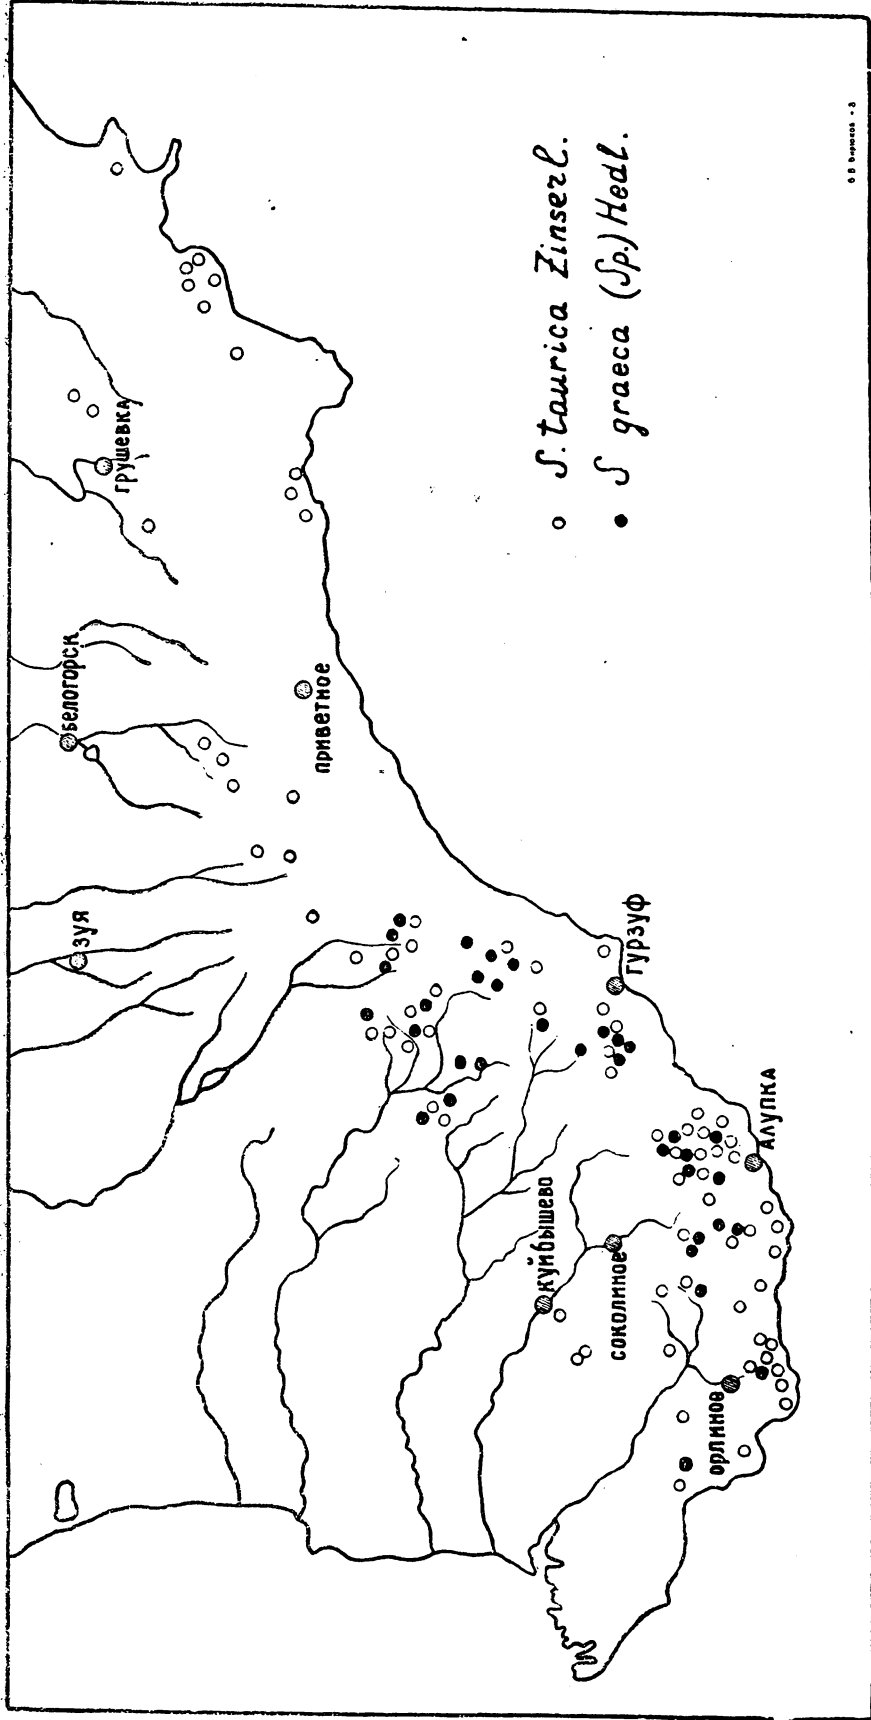 ГРУШЕВКА
БЕЛОГОРСК
ЗУЯ
ПРИВЕТНОЕ
ГУРЗУФ
АЛУПКА
КУЙБЫШЕВО
СОКОЛИНОЕ
ОРЛИНОЕ
S. taurica Zinserl.
S graeca (Sp.) Hedl.